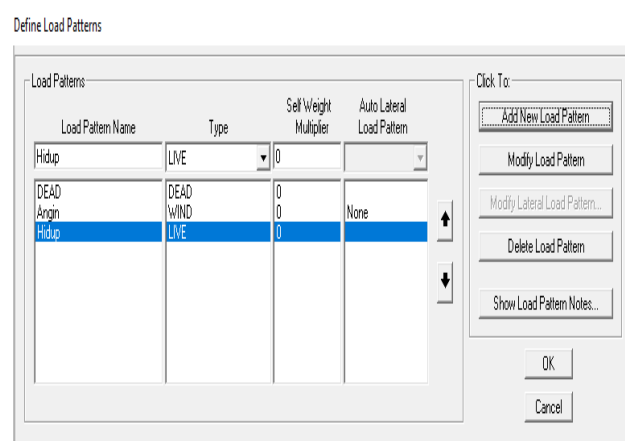 Define Load Patterns
Load Patterns
Click To:
Load Pattern Name Type Self Weight Multiplier Auto Lateral Load Pattern
Hidup LIVE 0
DEAD DEAD 0
Angin WIND 0 None
Hidup LIVE 0
Add New Load Pattern
Modify Load Pattern
Modify Lateral Load Pattern...
Delete Load Pattern
Show Load Pattern Notes...
OK
Cancel